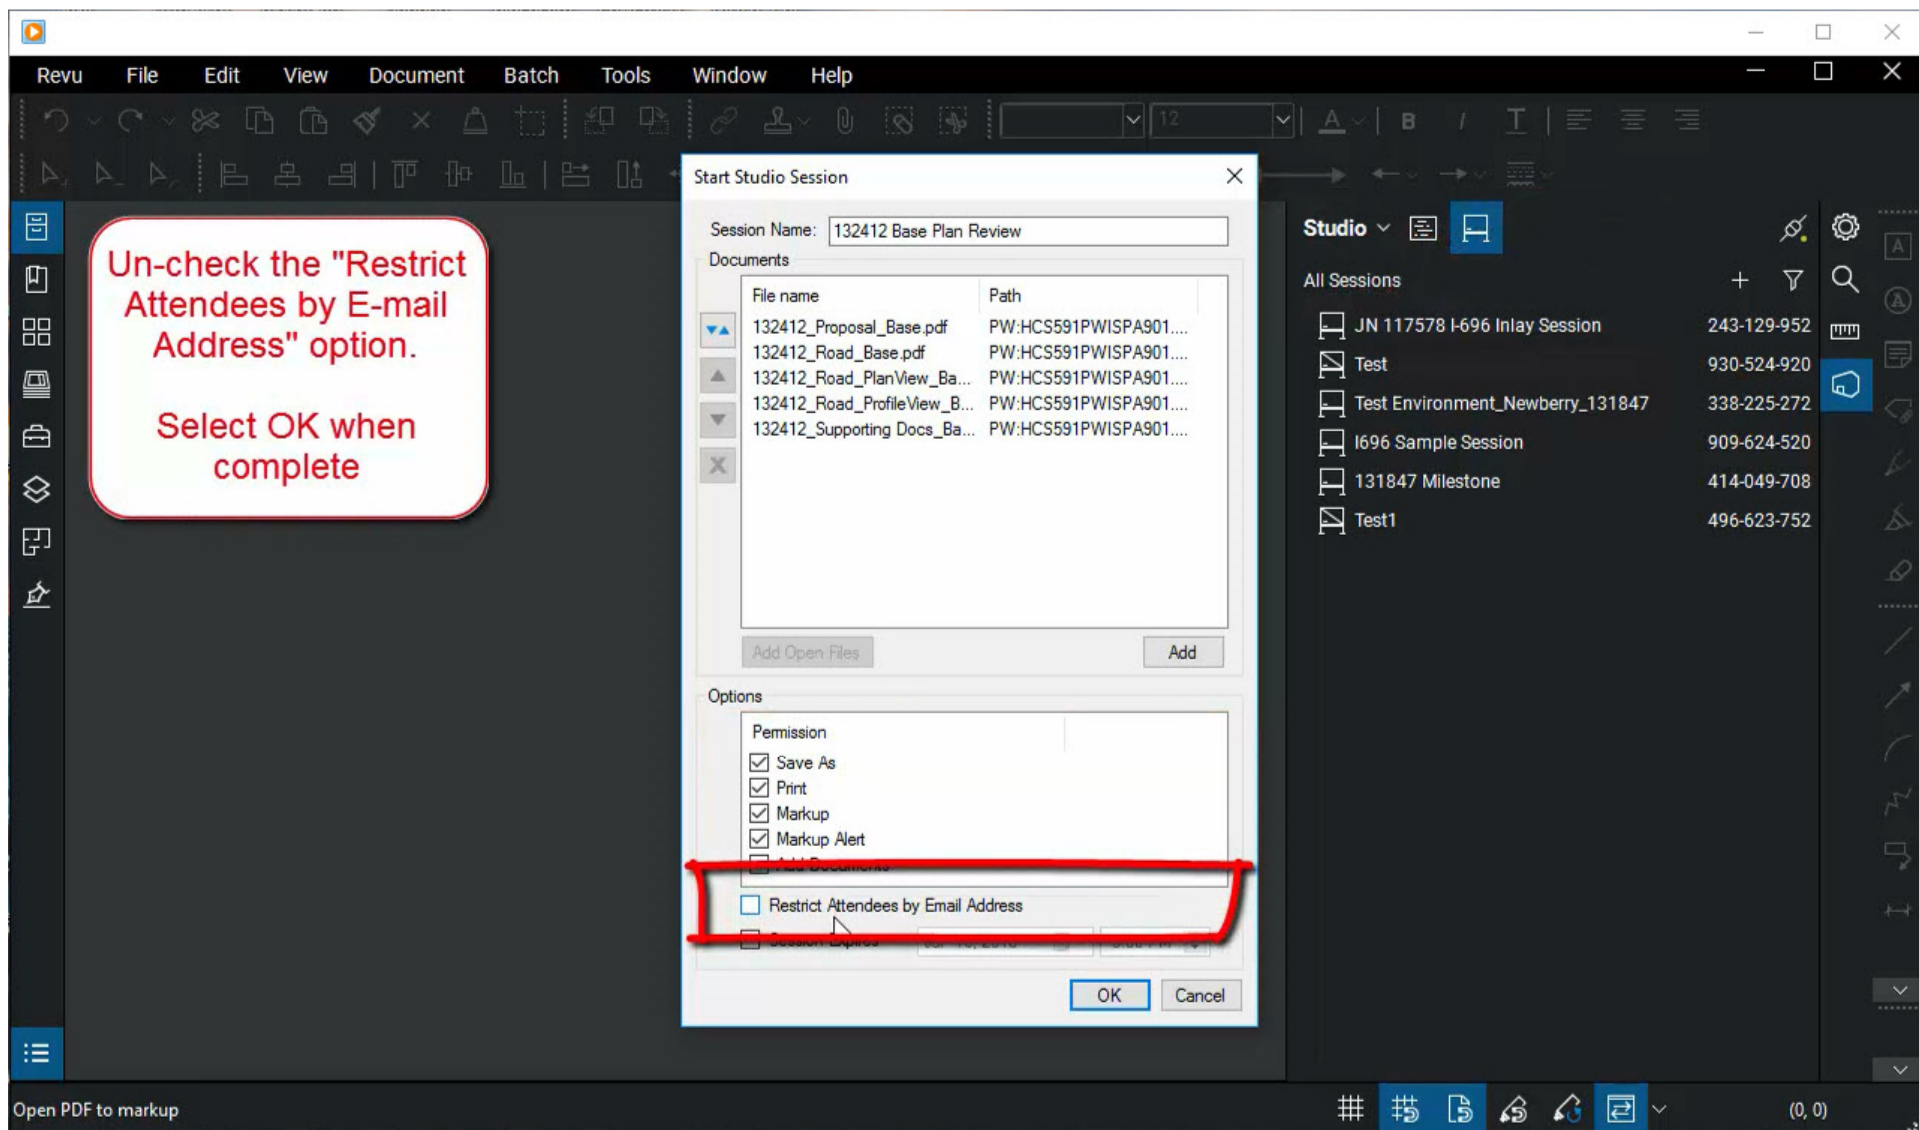 Revu File Edit View Document Batch Tools Window Help
12
Un-check the "Restrict
Attendees by E-mail
Address" option.
Select OK when
complete
Start Studio Session
Session Name: 132412 Base Plan Review
Documents
File name Path
132412_Proposal_Base.pdf PW:HCS591PWISPA901....
132412_Road_Base.pdf PW:HCS591PWISPA901....
132412_Road_PlanView_Ba... PW:HCS591PWISPA901....
132412_Road_ProfileView_B... PW:HCS591PWISPA901....
132412_Supporting Docs_Ba... PW:HCS591PWISPA901....
Add Open Files Add
Options
Permission
Save As
Print
Markup
Markup Alert
Add Documents
Restrict Attendees by Email Address
Session Expires
OK Cancel
Studio
All Sessions
JN 117578 I-696 Inlay Session 243-129-952
Test 930-524-920
Test Environment_Newberry_131847 338-225-272
I696 Sample Session 909-624-520
131847 Milestone 414-049-708
Test1 496-623-752
Open PDF to markup (0, 0)